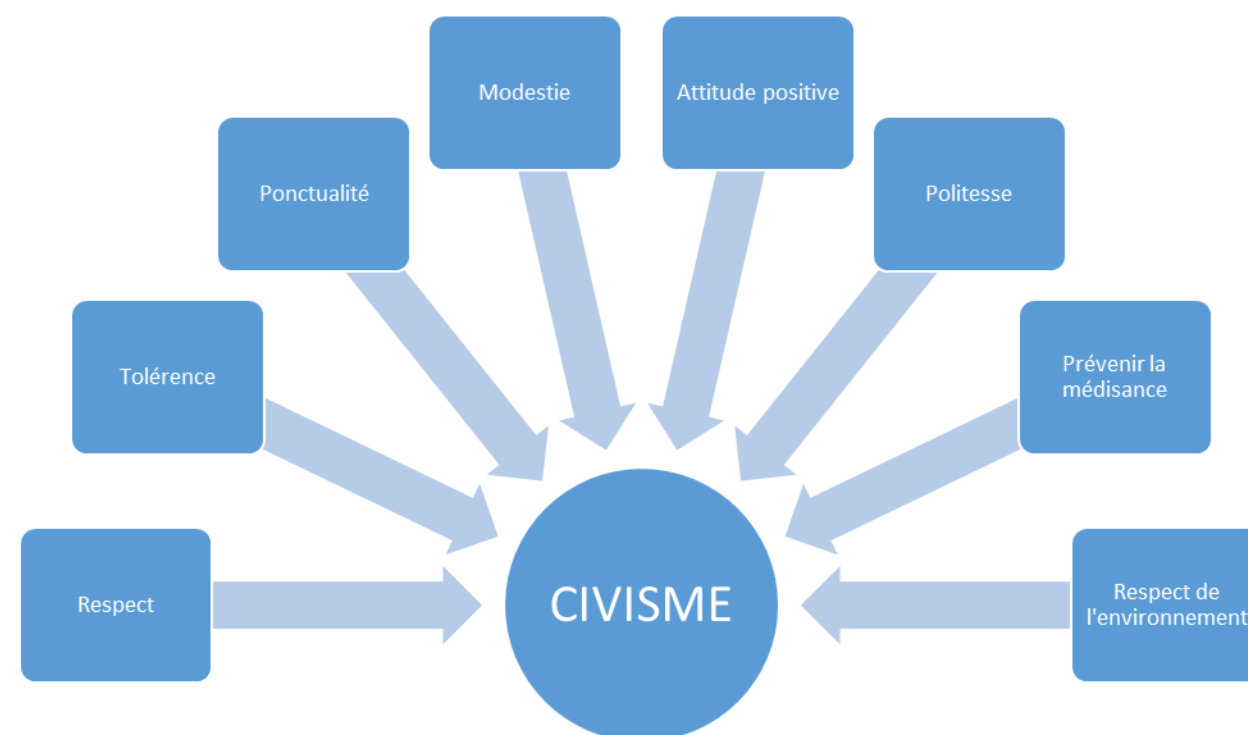 Modestie
Attitude positive
Ponctualité
Politesse
Tolérence
Prévenir la
médisance
Respect
CIVISME
Respect de
l'environnement